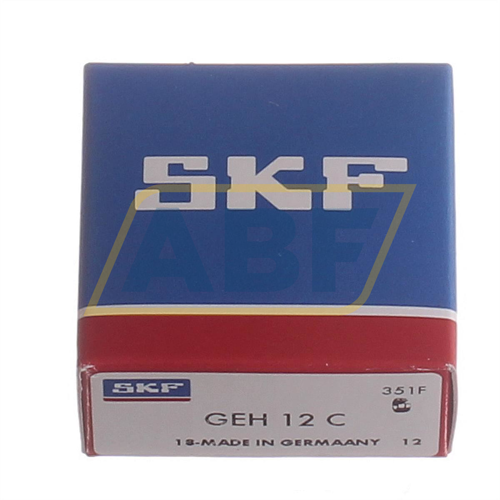 SKF
ABF
SKF 351F
GEH 12 C
18-MADE IN GERMAANY 12